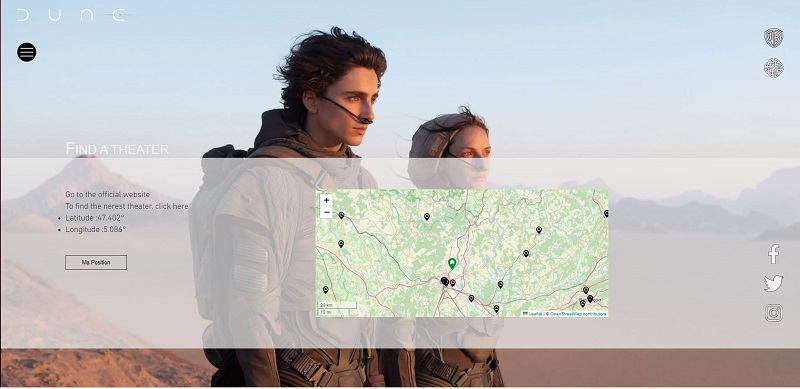 DUNE
FIND A THEATER
Go to the official website
To find the nerest theater, click here
Latitude :47.402°
Longitude :5.086°
Ma Position
+
−
20 km
10 mi
Leaflet | © OpenStreetMap contributors